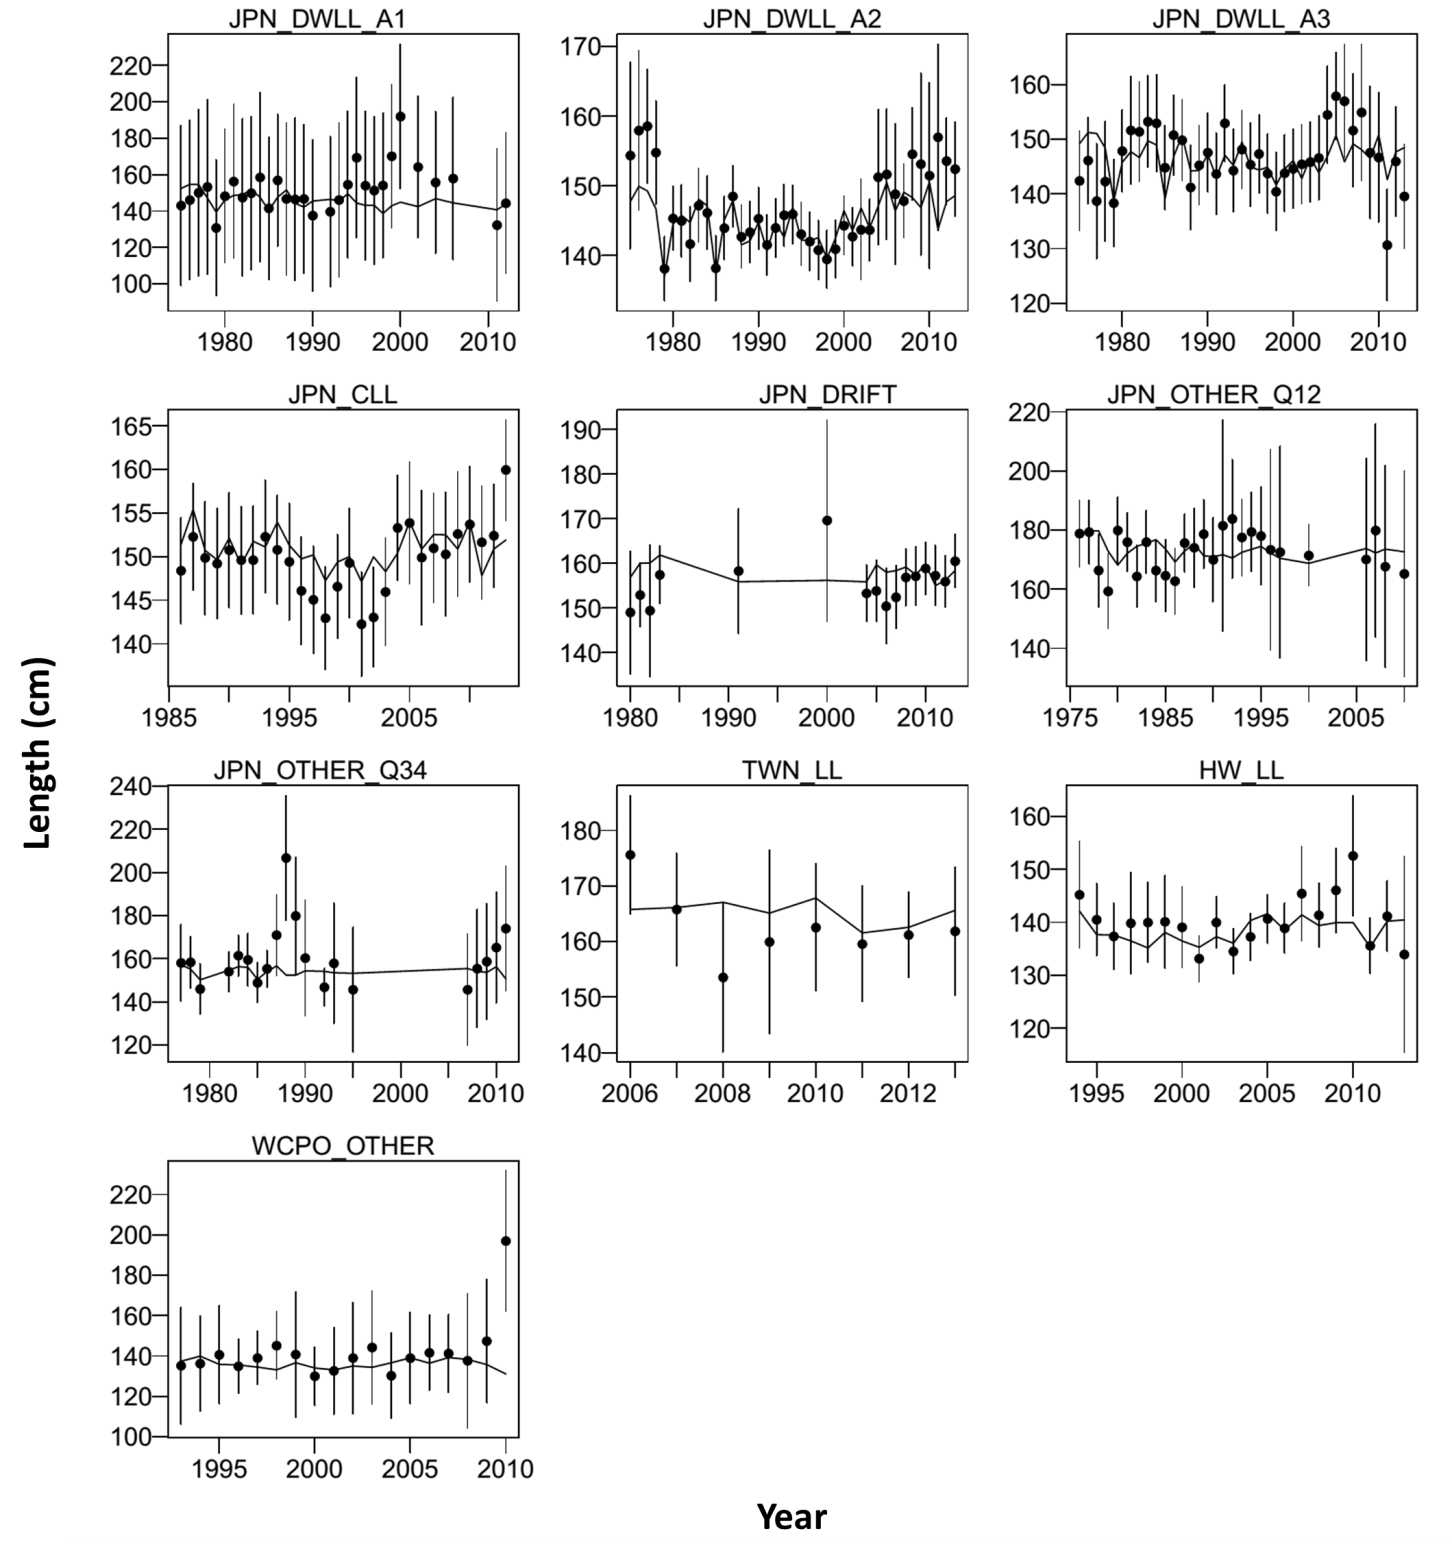 JPN_DWLL_A1
220
200
180
160
140
120
100
1980 1990 2000 2010
JPN_DWLL_A2
170
160
150
140
1980 1990 2000 2010
JPN_DWLL_A3
160
150
140
130
120
1980 1990 2000 2010
JPN_CLL
165
160
155
150
145
140
1985 1995 2005
JPN_DRIFT
190
180
170
160
150
140
1980 1990 2000 2010
JPN_OTHER_Q12
220
200
180
160
140
1975 1985 1995 2005
JPN_OTHER_Q34
240
220
200
180
160
140
120
1980 1990 2000 2010
TWN_LL
180
170
160
150
140
2006 2008 2010 2012
HW_LL
160
150
140
130
120
1995 2000 2005 2010
WCPO_OTHER
220
200
180
160
140
120
100
1995 2000 2005 2010
Length (cm)
Year